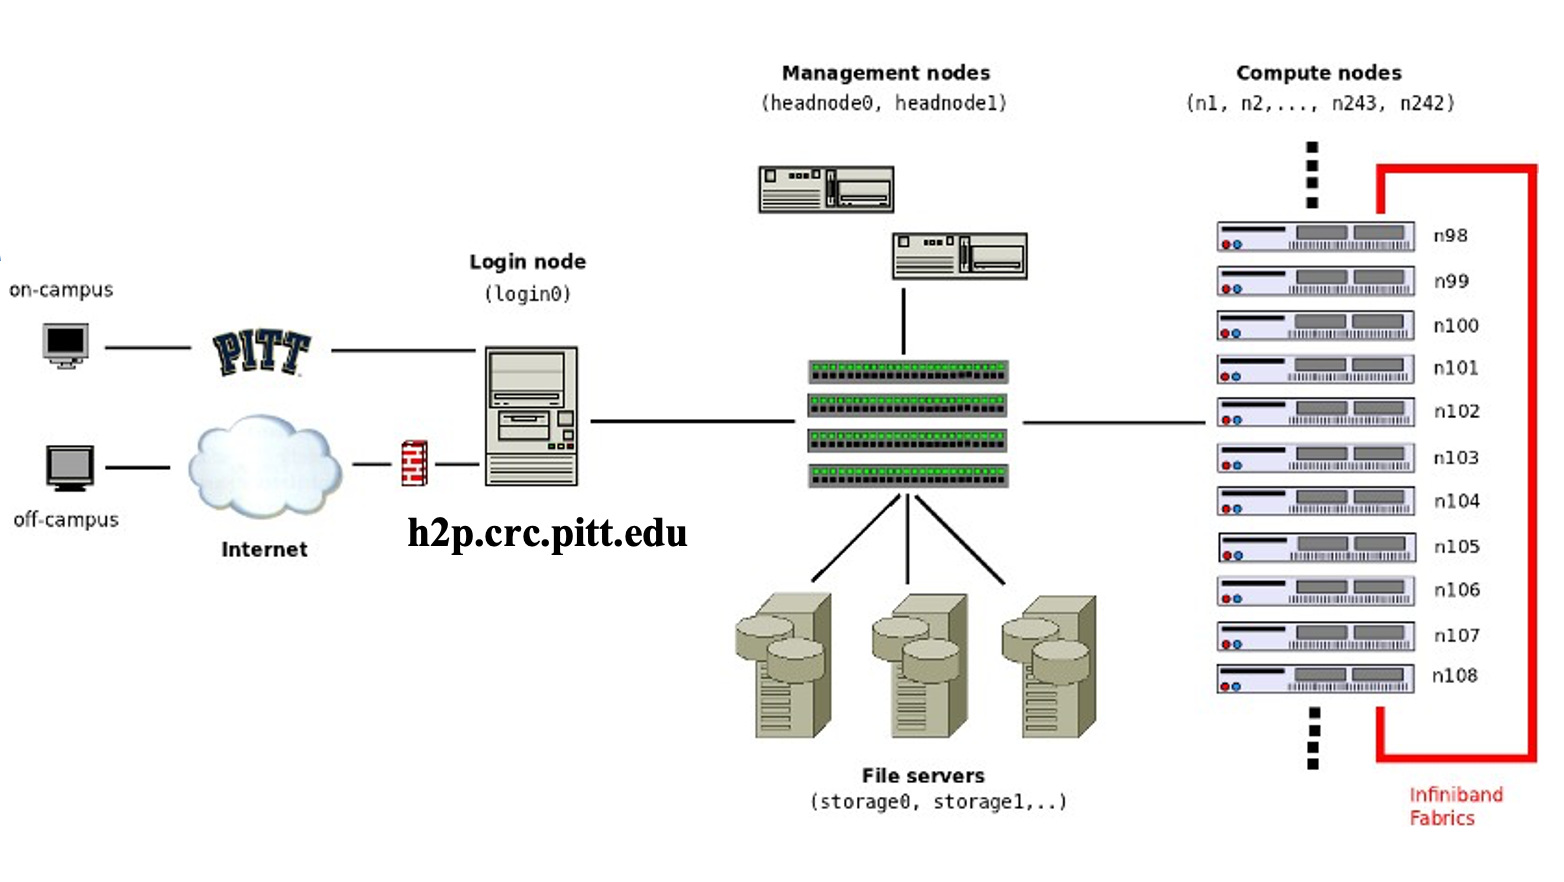 Management nodes
(headnode0, headnode1)
Compute nodes
(n1, n2,..., n243, n242)
Login node
(login0)
on-campus
PITT
off-campus
Internet
h2p.crc.pitt.edu
File servers
(storage0, storage1,..)
n98
n99
n100
n101
n102
n103
n104
n105
n106
n107
n108
Infiniband
Fabrics